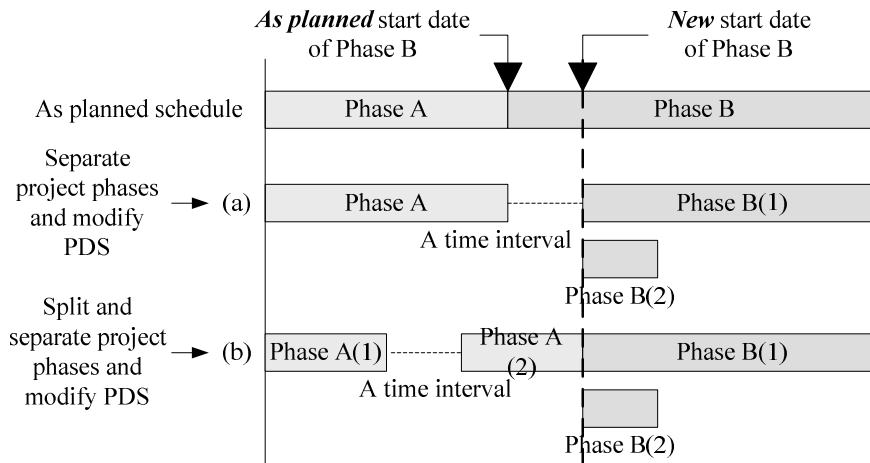 As planned start date
of Phase B
New start date
of Phase B
As planned schedule
Phase A
Phase B
Separate
project phases
and modify
PDS
(a)
Phase A
Phase B(1)
A time interval
Phase B(2)
Split and
separate project
phases and
modify PDS
(b)
Phase A(1)
Phase A
(2)
Phase B(1)
A time interval
Phase B(2)